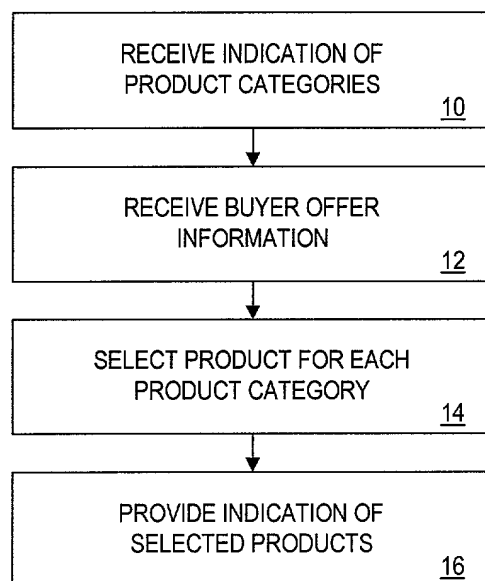 RECEIVE INDICATION OF
PRODUCT CATEGORIES
10
RECEIVE BUYER OFFER
INFORMATION
12
SELECT PRODUCT FOR EACH
PRODUCT CATEGORY
14
PROVIDE INDICATION OF
SELECTED PRODUCTS
16